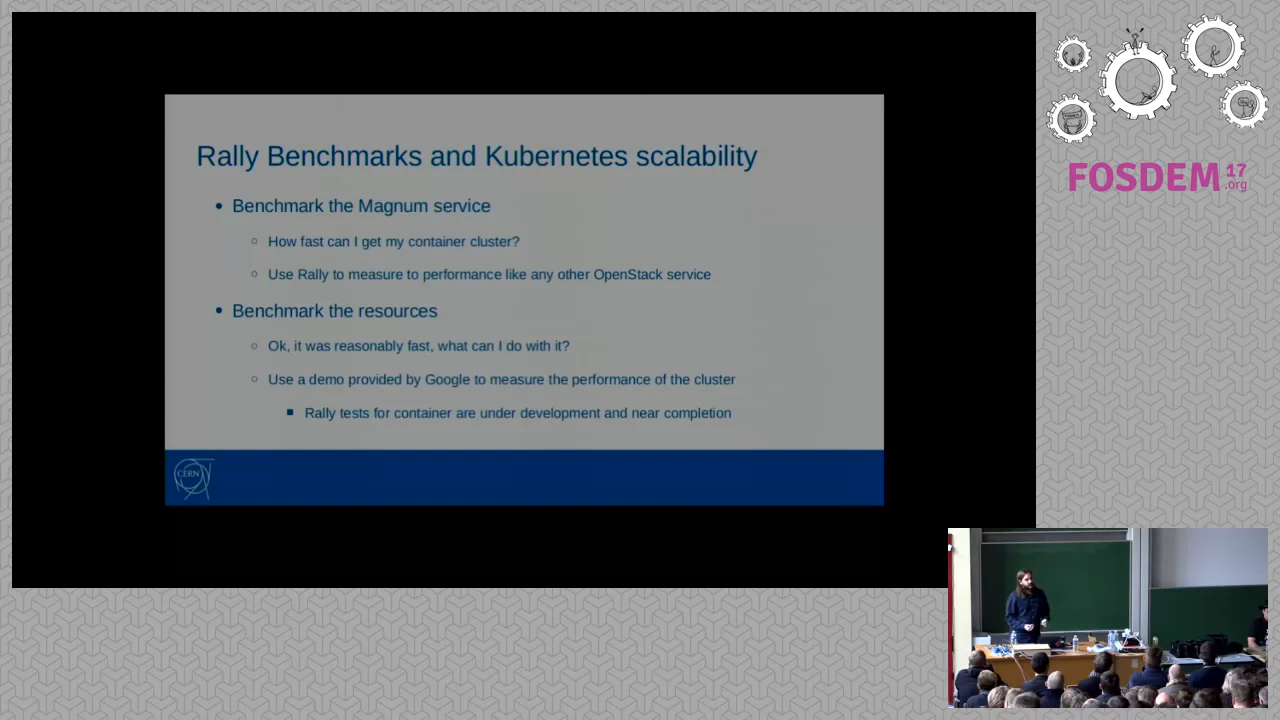 Rally Benchmarks and Kubernetes scalability
Benchmark the Magnum service
How fast can I get my container cluster?
Use Rally to measure to performance like any other OpenStack service
Benchmark the resources
Ok, it was reasonably fast, what can I do with it?
Use a demo provided by Google to measure the performance of the cluster
Rally tests for container are under development and near completion
CERN
FOSDEM 17
.org